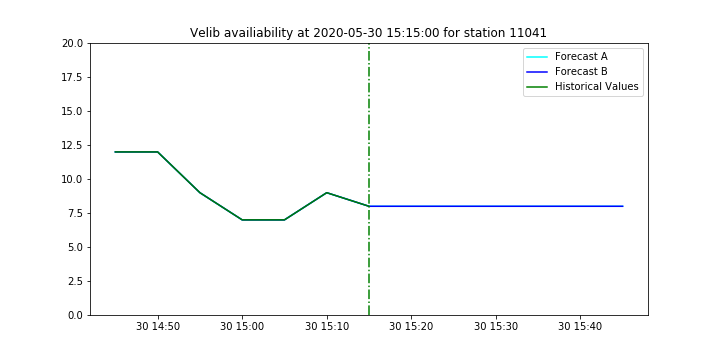 Velib availiability at 2020-05-30 15:15:00 for station 11041
20.0
17.5
15.0
12.5
10.0
7.5
5.0
2.5
0.0
Forecast A
Forecast B
Historical Values
30 14:50 30 15:00 30 15:10 30 15:20 30 15:30 30 15:40